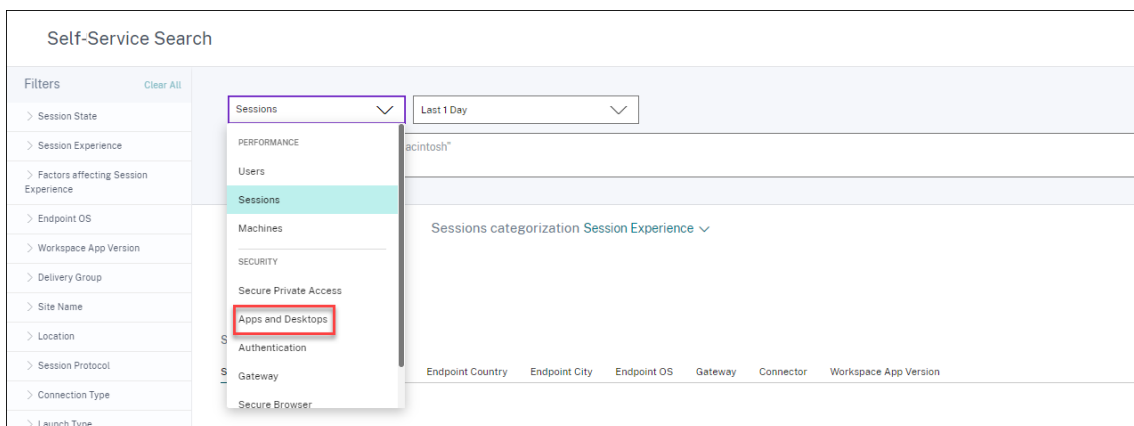 Self-Service Search
Filters
Clear All
> Session State
> Session Experience
> Factors affecting Session
Experience
> Endpoint OS
> Workspace App Version
> Delivery Group
> Site Name
> Location
> Session Protocol
> Connection Type
> Launch Type
Sessions
Last 1 Day
acintosh"
PERFORMANCE
Users
Sessions
Machines
SECURITY
Secure Private Access
Apps and Desktops
Authentication
Gateway
Secure Browser
Sessions categorization Session Experience
S
S
Endpoint Country Endpoint City Endpoint OS Gateway Connector Workspace App Version